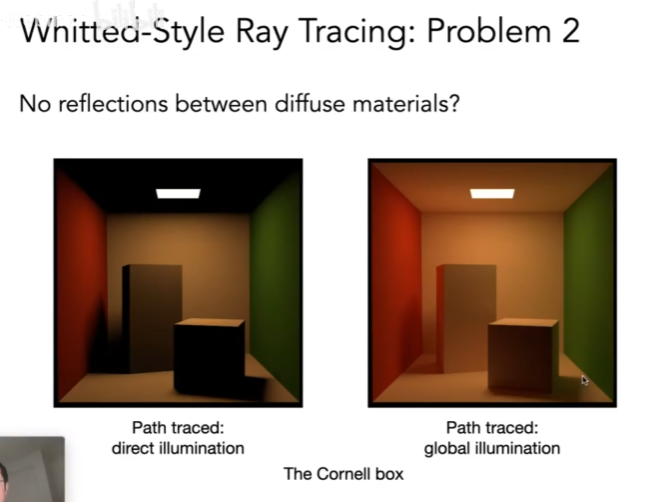 Whitted-Style Ray Tracing: Problem 2
No reflections between diffuse materials?
Path traced:
direct illumination
Path traced:
global illumination
The Cornell box